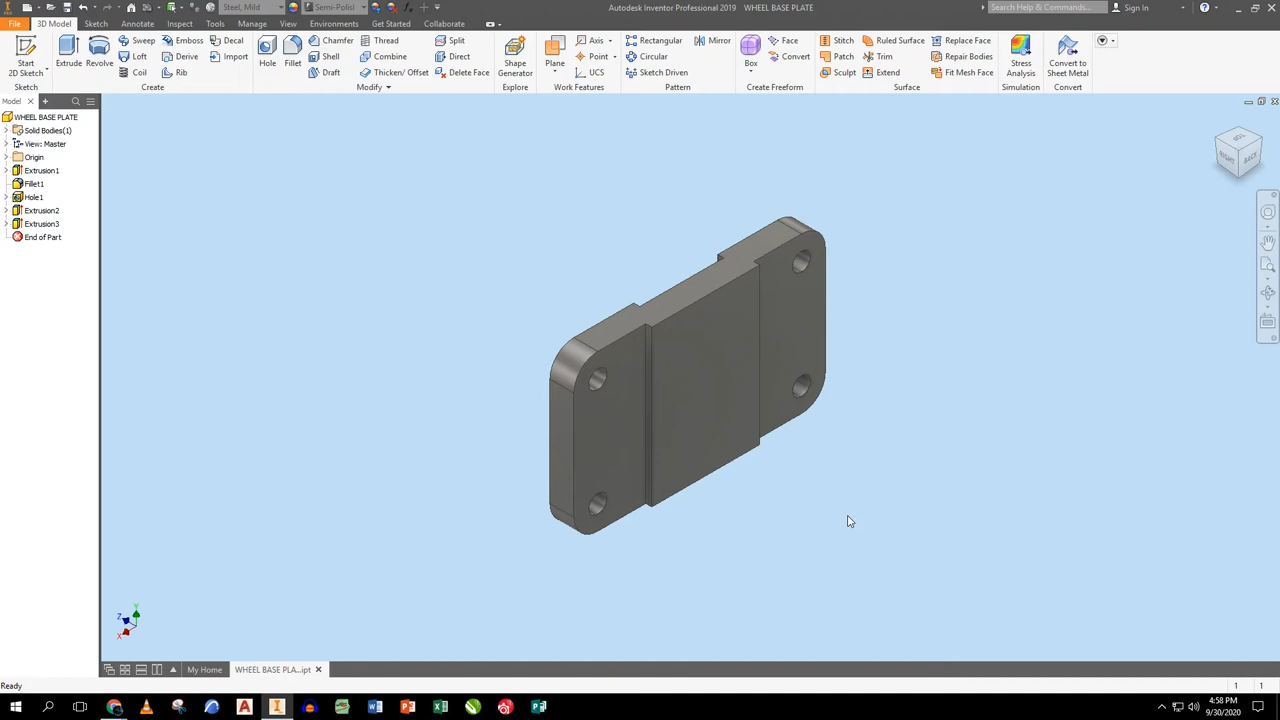 Steel, Mild
Semi-Polisl
Autodesk Inventor Professional 2019 WHEEL BASE PLATE
Search Help & Commands...
Sign In
File
3D Model
Sketch
Annotate
Inspect
Tools
Manage
View
Environments
Get Started
Collaborate
Start
2D Sketch
Sketch
Extrude
Revolve
Sweep
Loft
Coil
Emboss
Derive
Rib
Decal
Import
Create
Hole
Fillet
Chamfer
Shell
Draft
Thread
Combine
Thicken/ Offset
Split
Direct
Delete Face
Modify
Shape
Generator
Explore
Plane
Axis
Point
UCS
Work Features
Rectangular
Circular
Sketch Driven
Mirror
Pattern
Box
Face
Convert
Create Freeform
Stitch
Patch
Sculpt
Ruled Surface
Trim
Extend
Replace Face
Repair Bodies
Fit Mesh Face
Surface
Stress
Analysis
Simulation
Convert to
Sheet Metal
Convert
Model
WHEEL BASE PLATE
Solid Bodies(1)
View: Master
Origin
Extrusion1
Fillet1
Hole1
Extrusion2
Extrusion3
End of Part
RIGHT
BACK
Y
Z
X
My Home
WHEEL BASE PLA...ipt
Ready
1
1
4:58 PM
9/30/2020